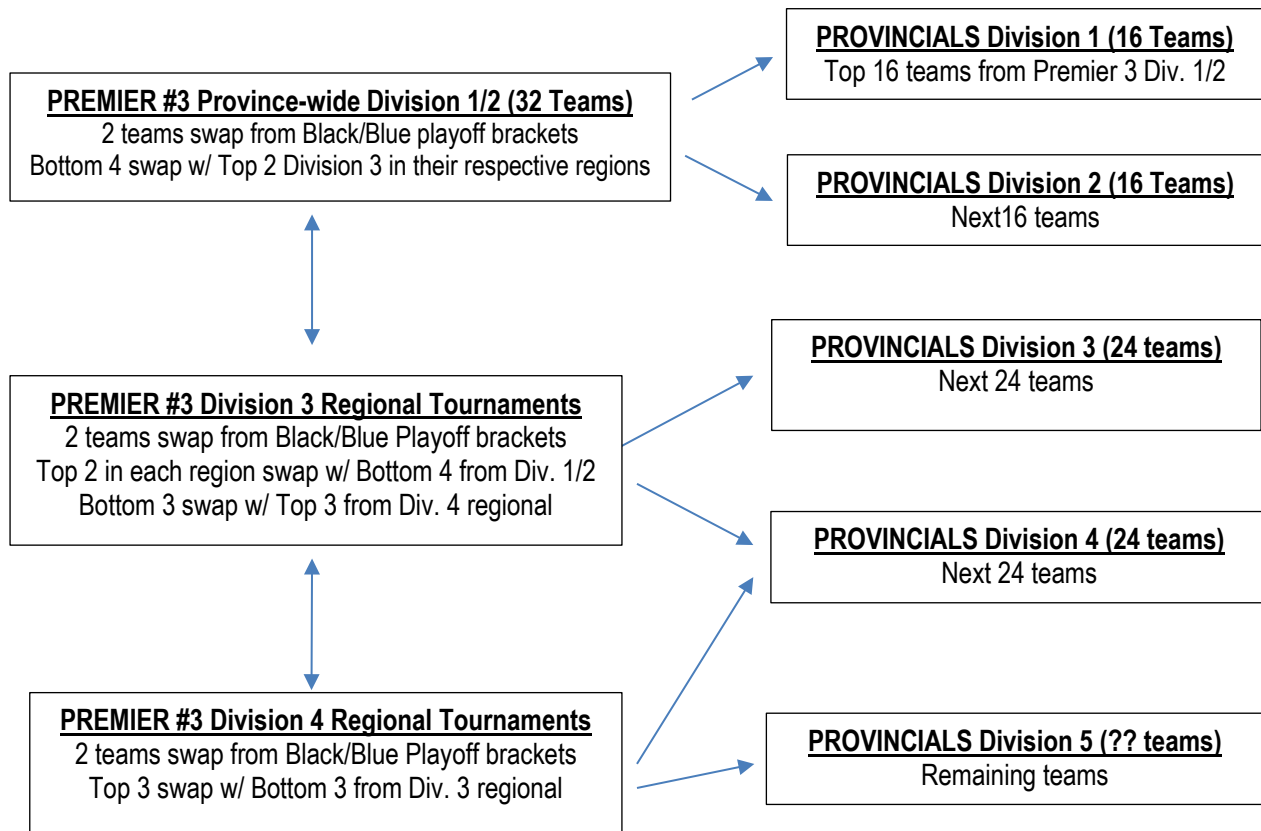 PREMIER #3 Province-wide Division 1/2 (32 Teams)
2 teams swap from Black/Blue playoff brackets
Bottom 4 swap w/ Top 2 Division 3 in their respective regions
PROVINCIALS Division 1 (16 Teams)
Top 16 teams from Premier 3 Div. 1/2
PROVINCIALS Division 2 (16 Teams)
Next16 teams
PREMIER #3 Division 3 Regional Tournaments
2 teams swap from Black/Blue Playoff brackets
Top 2 in each region swap w/ Bottom 4 from Div. 1/2
Bottom 3 swap w/ Top 3 from Div. 4 regional
PROVINCIALS Division 3 (24 teams)
Next 24 teams
PROVINCIALS Division 4 (24 teams)
Next 24 teams
PREMIER #3 Division 4 Regional Tournaments
2 teams swap from Black/Blue Playoff brackets
Top 3 swap w/ Bottom 3 from Div. 3 regional
PROVINCIALS Division 5 (?? teams)
Remaining teams